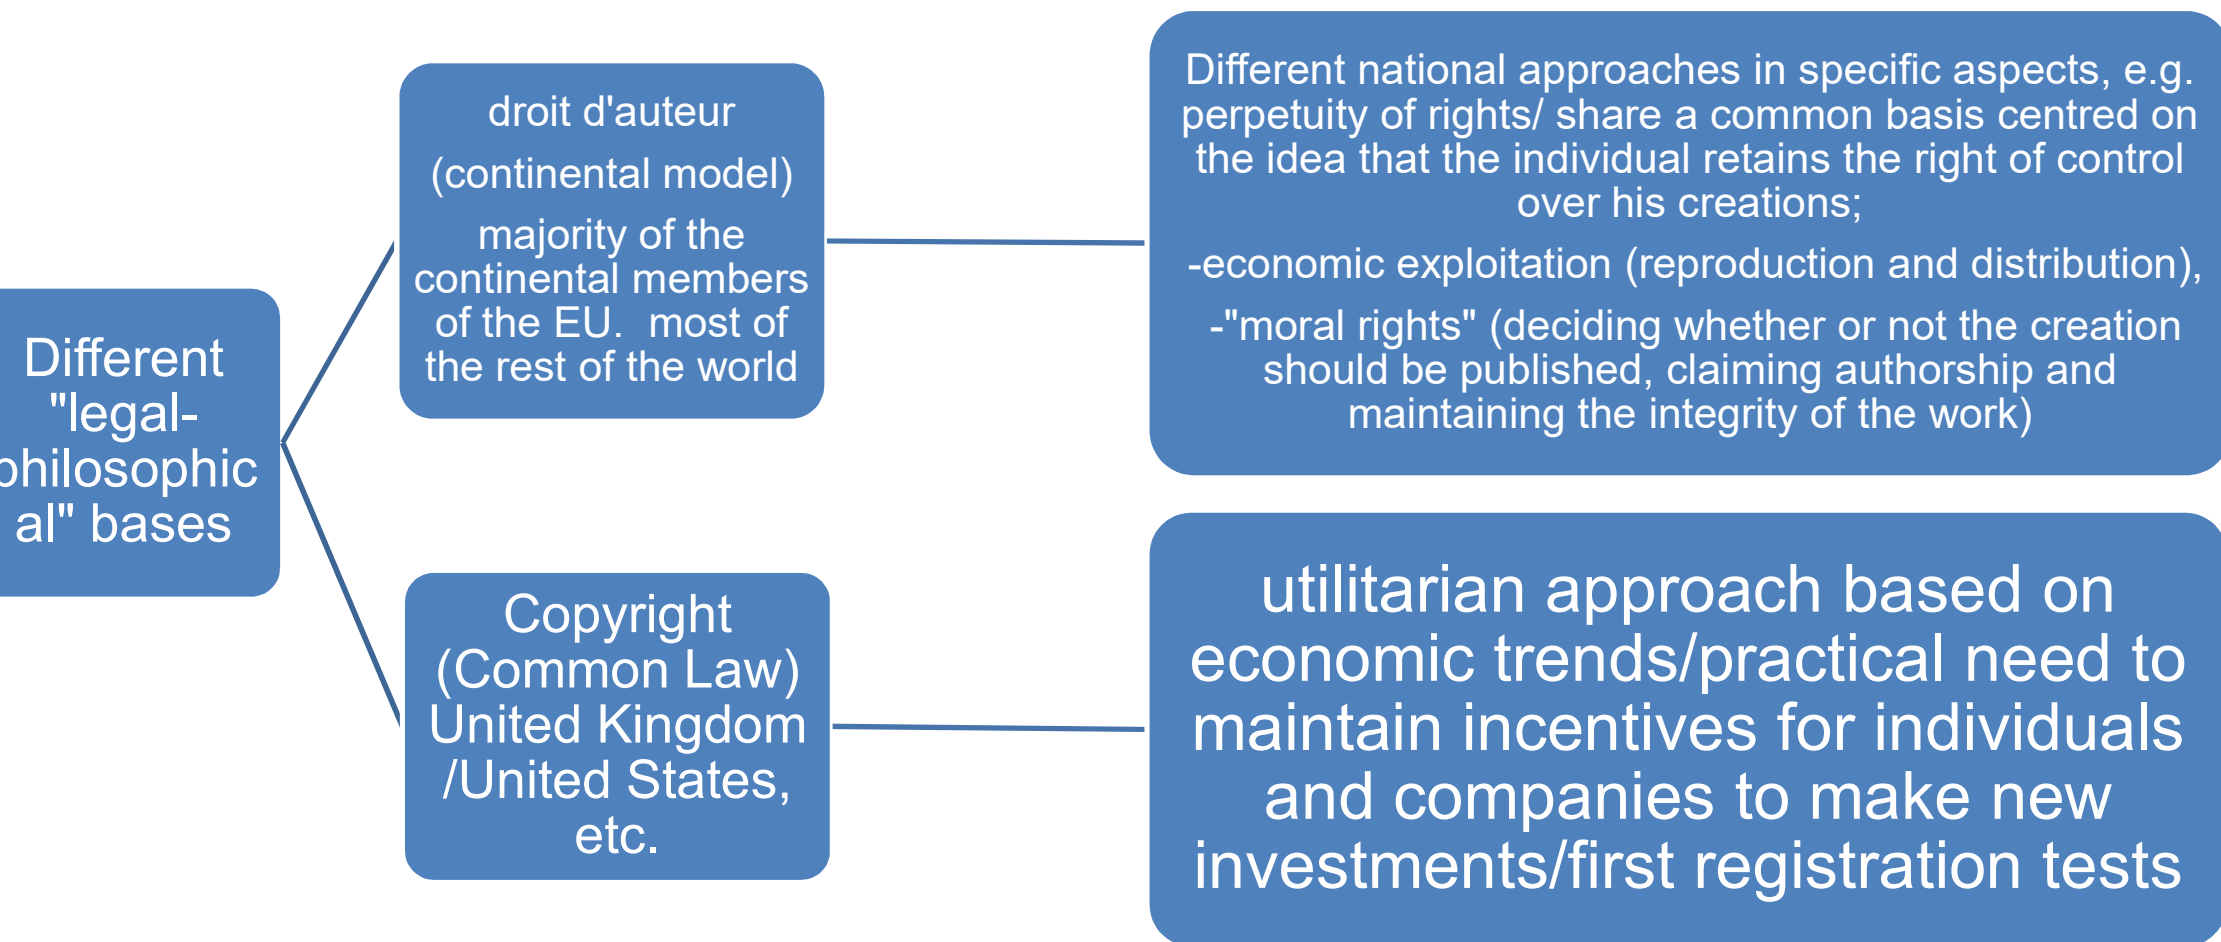 Different
"legal-
philosophic
al" bases
droit d'auteur
(continental model)
majority of the
continental members
of the EU.  most of
the rest of the world
Different national approaches in specific aspects, e.g.
perpetuity of rights/ share a common basis centred on
the idea that the individual retains the right of control
over his creations;
-economic exploitation (reproduction and distribution),
-"moral rights" (deciding whether or not the creation
should be published, claiming authorship and
maintaining the integrity of the work)
Copyright
(Common Law)
United Kingdom
/United States,
etc.
utilitarian approach based on
economic trends/practical need to
maintain incentives for individuals
and companies to make new
investments/first registration tests